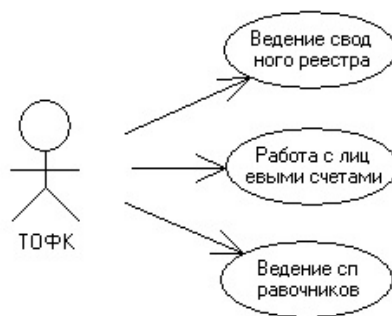 Ведение свод
ного реестра
Работа с лиц
евыми счетами
ТОФК
Ведение сп
равочников